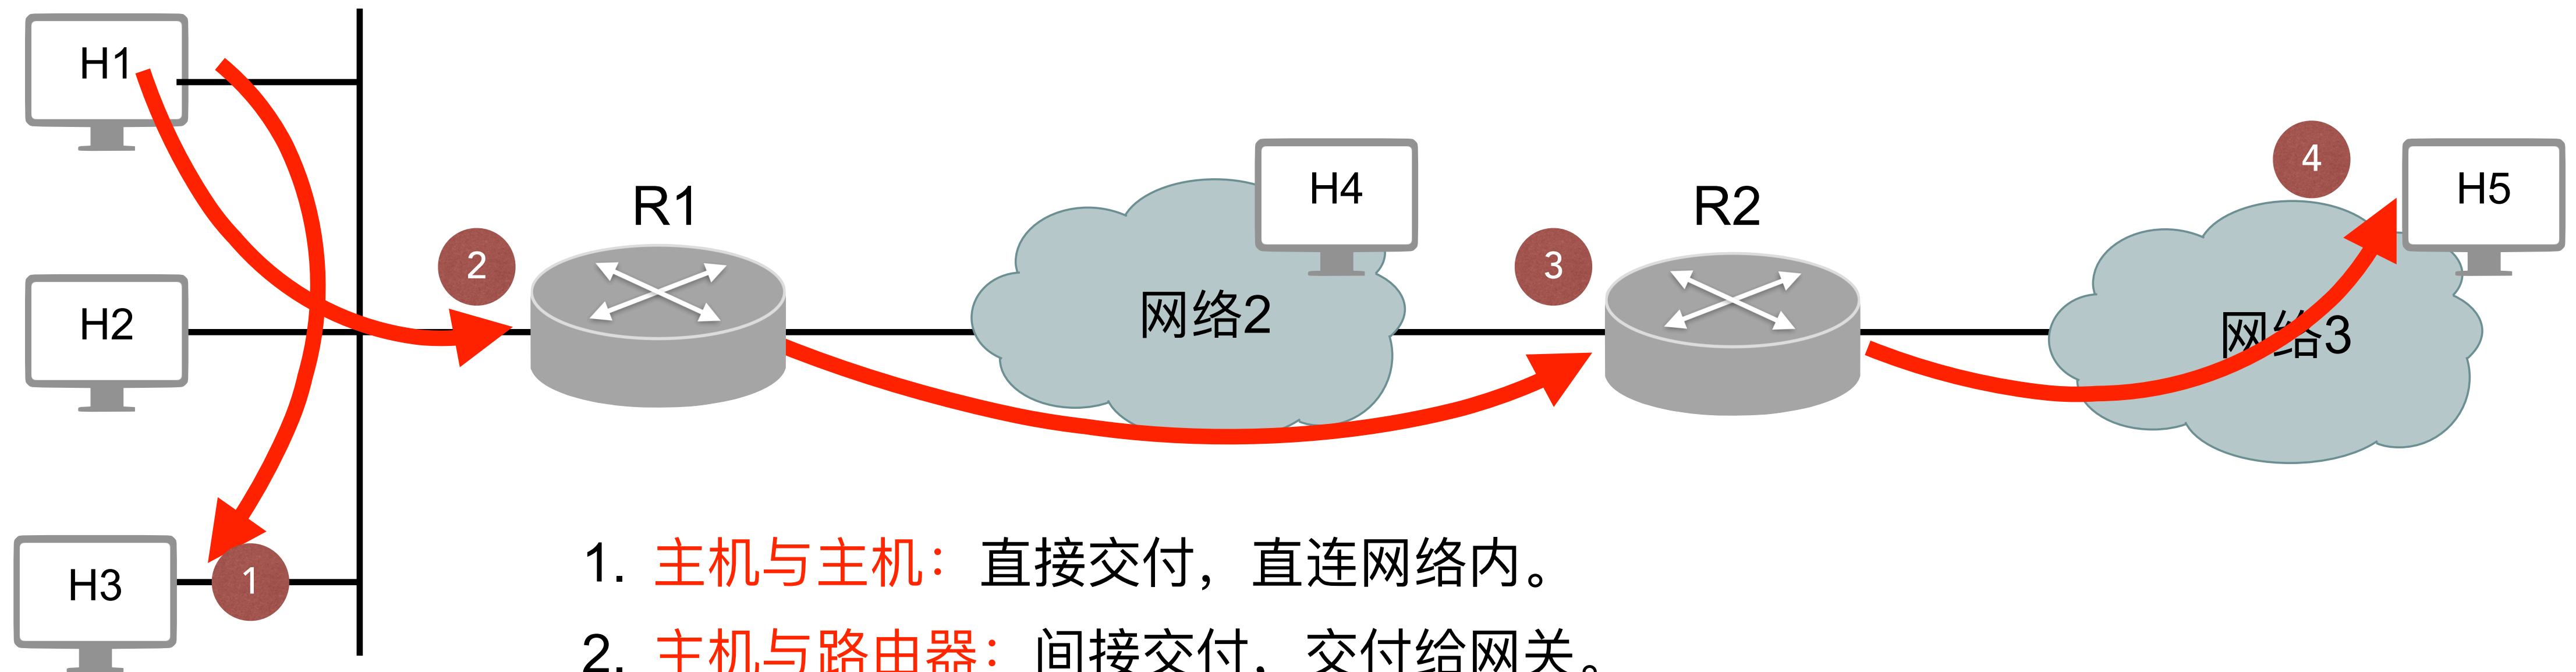 H1
H2
H3
1
2
R1
网络2
H4
3
R2
网络3
4
H5
1. 主机与主机：直接交付，直连网络内。
2. 主机与路由器：间接交付，交付给网关。